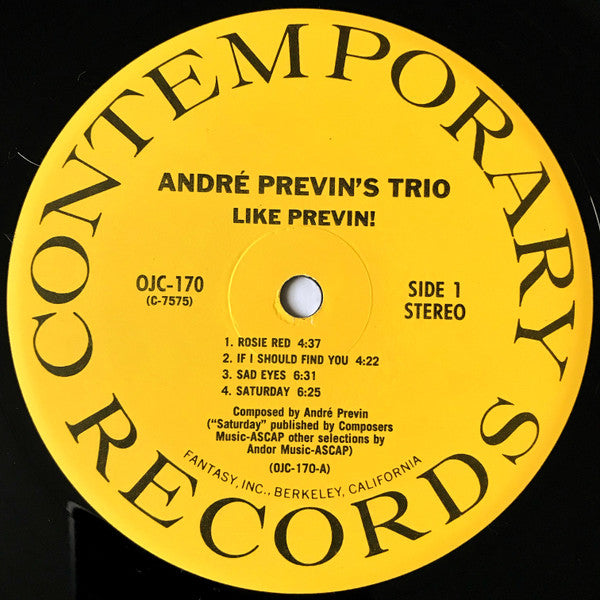 CONTEMPORARY RECORDS
ANDRÉ PREVIN'S TRIO
LIKE PREVIN!
OJC-170
(C-7575)
SIDE 1
STEREO
1. ROSIE RED 4:37
2. IF I SHOULD FIND YOU 4:22
3. SAD EYES 6:31
4. SATURDAY 6:25
Composed by André Previn
("Saturday" published by Composers
Music-ASCAP other selections by
Andor Music-ASCAP)
(OJC-170-A)
FANTASY, INC., BERKELEY, CALIFORNIA